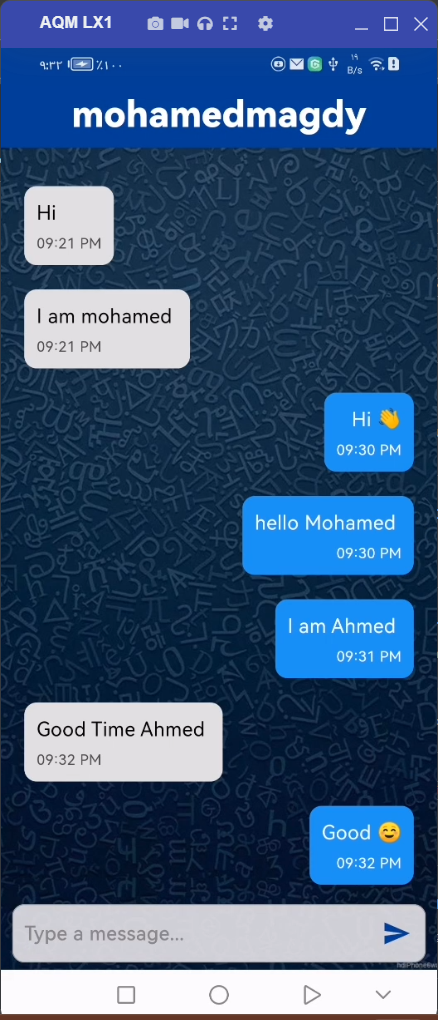 AQM LX1
٩:٣٢ ٪١٠٠
١٩
B/s
mohamedmagdy
Hi
09:21 PM
I am mohamed
09:21 PM
Hi 👋
09:30 PM
hello Mohamed
09:30 PM
I am Ahmed
09:31 PM
Good Time Ahmed
09:32 PM
Good ☺️
09:32 PM
Type a message...